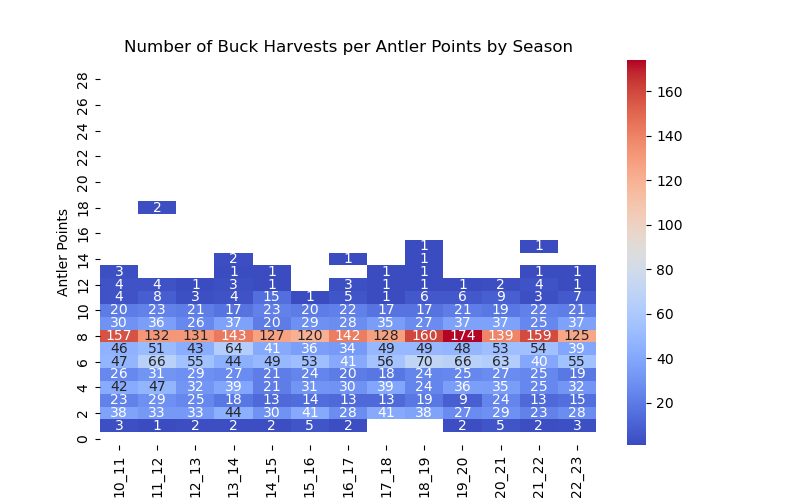 Number of Buck Harvests per Antler Points by Season
Antler Points
28
26
24
22
20
18 2
16
1 1
14 2 1 1
3 1 1 1 1 1 1
12 4 4 1 3 1 3 1 1 1 2 4 1
4 8 3 4 15 1 5 1 6 6 9 3 7
10 20 23 21 17 23 20 22 17 17 21 19 22 21
30 36 26 37 20 29 28 35 27 37 37 25 37
8 157 132 131 143 127 120 142 128 160 174 139 159 125
46 51 43 64 41 36 34 49 49 48 53 54 39
6 47 66 55 44 49 53 41 56 70 66 63 40 55
26 31 29 27 21 24 20 18 24 25 27 25 19
4 42 47 32 39 21 31 30 39 24 36 35 25 32
23 29 25 18 13 14 13 13 19 9 24 13 15
2 38 33 33 44 30 41 28 41 38 27 29 23 28
3 1 2 2 2 5 2 2 5 2 3
0
10_11 11_12 12_13 13_14 14_15 15_16 16_17 17_18 18_19 19_20 20_21 21_22 22_23
160
140
120
100
80
60
40
20